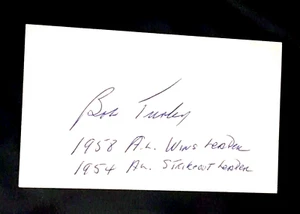 Bob Turley
1958 A.L. WINS LEADER
1954 A.L. STRIKEOUT LEADER